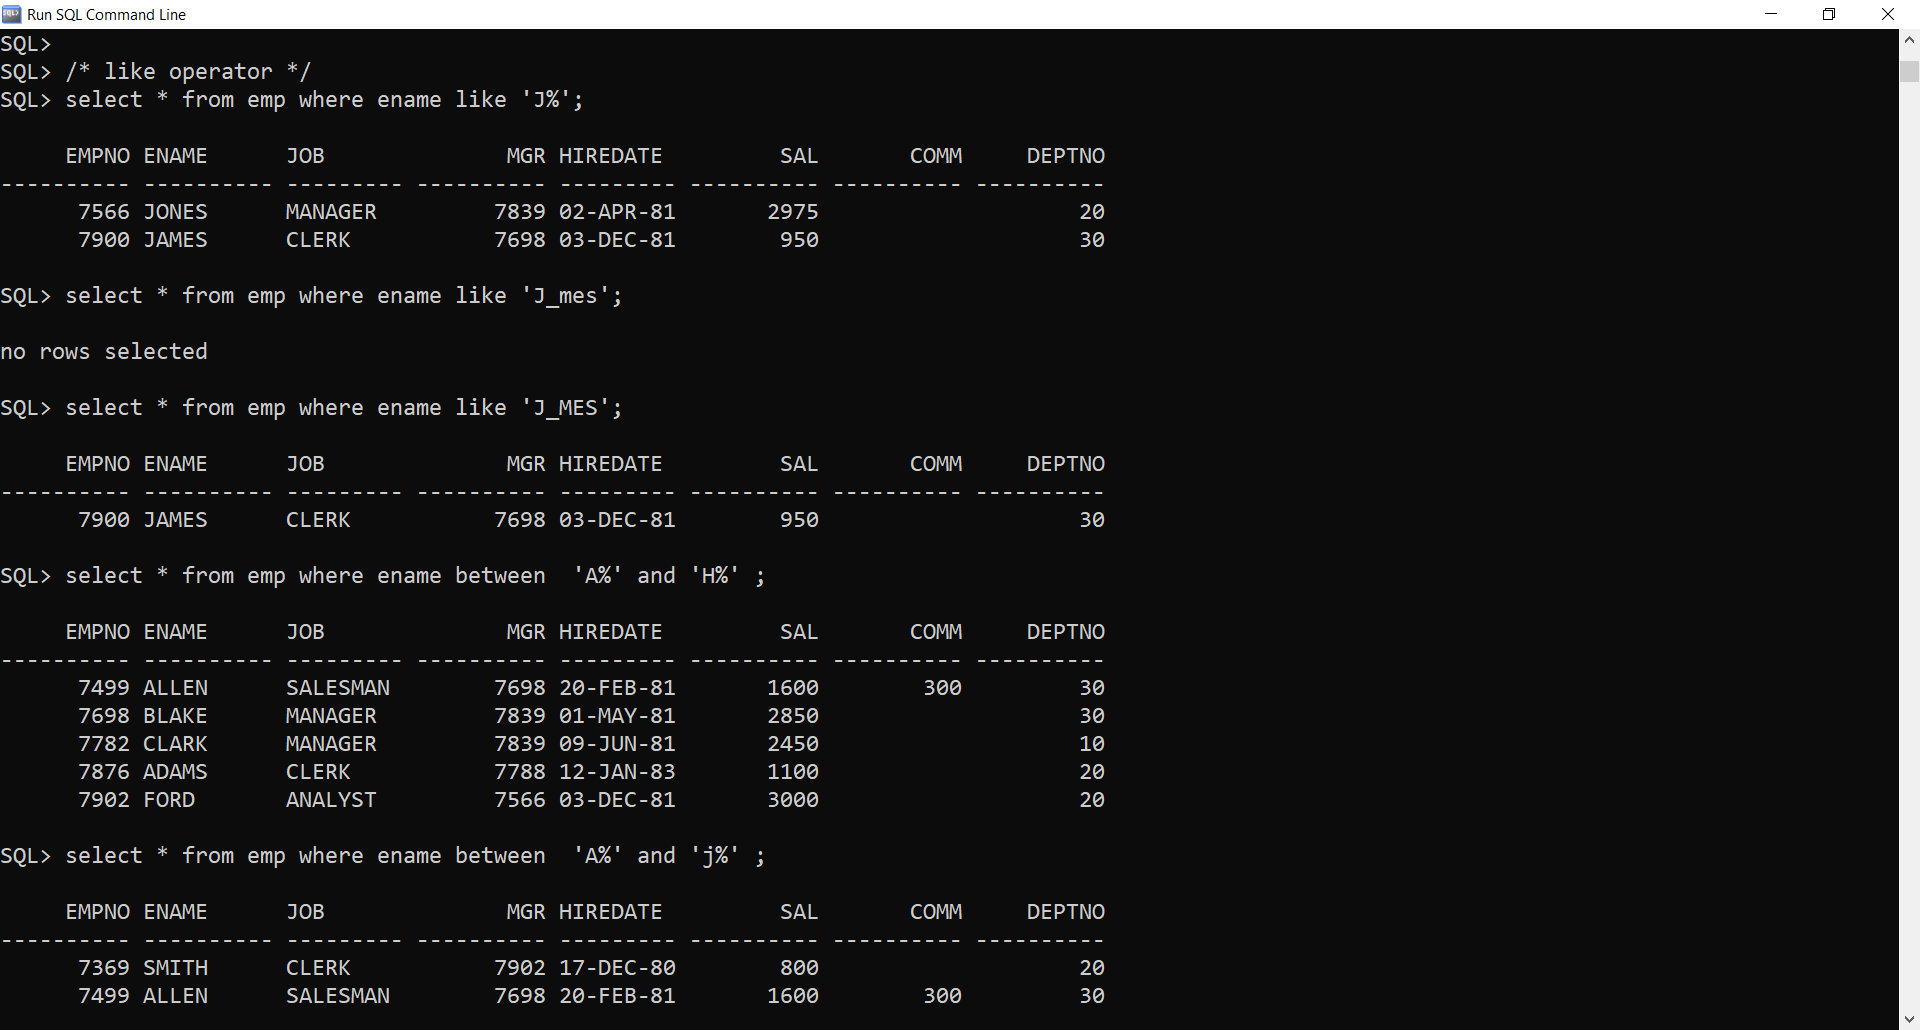 Run SQL Command Line
SQL>
SQL> /* like operator */
SQL> select * from emp where ename like 'J%';
     EMPNO ENAME      JOB              MGR HIREDATE         SAL       COMM     DEPTNO
---------- ---------- --------- ---------- --------- ---------- ---------- ----------
      7566 JONES      MANAGER         7839 02-APR-81       2975                    20
      7900 JAMES      CLERK           7698 03-DEC-81        950                    30
SQL> select * from emp where ename like 'J_mes';
no rows selected
SQL> select * from emp where ename like 'J_MES';
     EMPNO ENAME      JOB              MGR HIREDATE         SAL       COMM     DEPTNO
---------- ---------- --------- ---------- --------- ---------- ---------- ----------
      7900 JAMES      CLERK           7698 03-DEC-81        950                    30
SQL> select * from emp where ename between  'A%' and 'H%' ;
     EMPNO ENAME      JOB              MGR HIREDATE         SAL       COMM     DEPTNO
---------- ---------- --------- ---------- --------- ---------- ---------- ----------
      7499 ALLEN      SALESMAN        7698 20-FEB-81       1600        300         30
      7698 BLAKE      MANAGER         7839 01-MAY-81       2850                    30
      7782 CLARK      MANAGER         7839 09-JUN-81       2450                    10
      7876 ADAMS      CLERK           7788 12-JAN-83       1100                    20
      7902 FORD       ANALYST         7566 03-DEC-81       3000                    20
SQL> select * from emp where ename between  'A%' and 'j%' ;
     EMPNO ENAME      JOB              MGR HIREDATE         SAL       COMM     DEPTNO
---------- ---------- --------- ---------- --------- ---------- ---------- ----------
      7369 SMITH      CLERK           7902 17-DEC-80        800                    20
      7499 ALLEN      SALESMAN        7698 20-FEB-81       1600        300         30